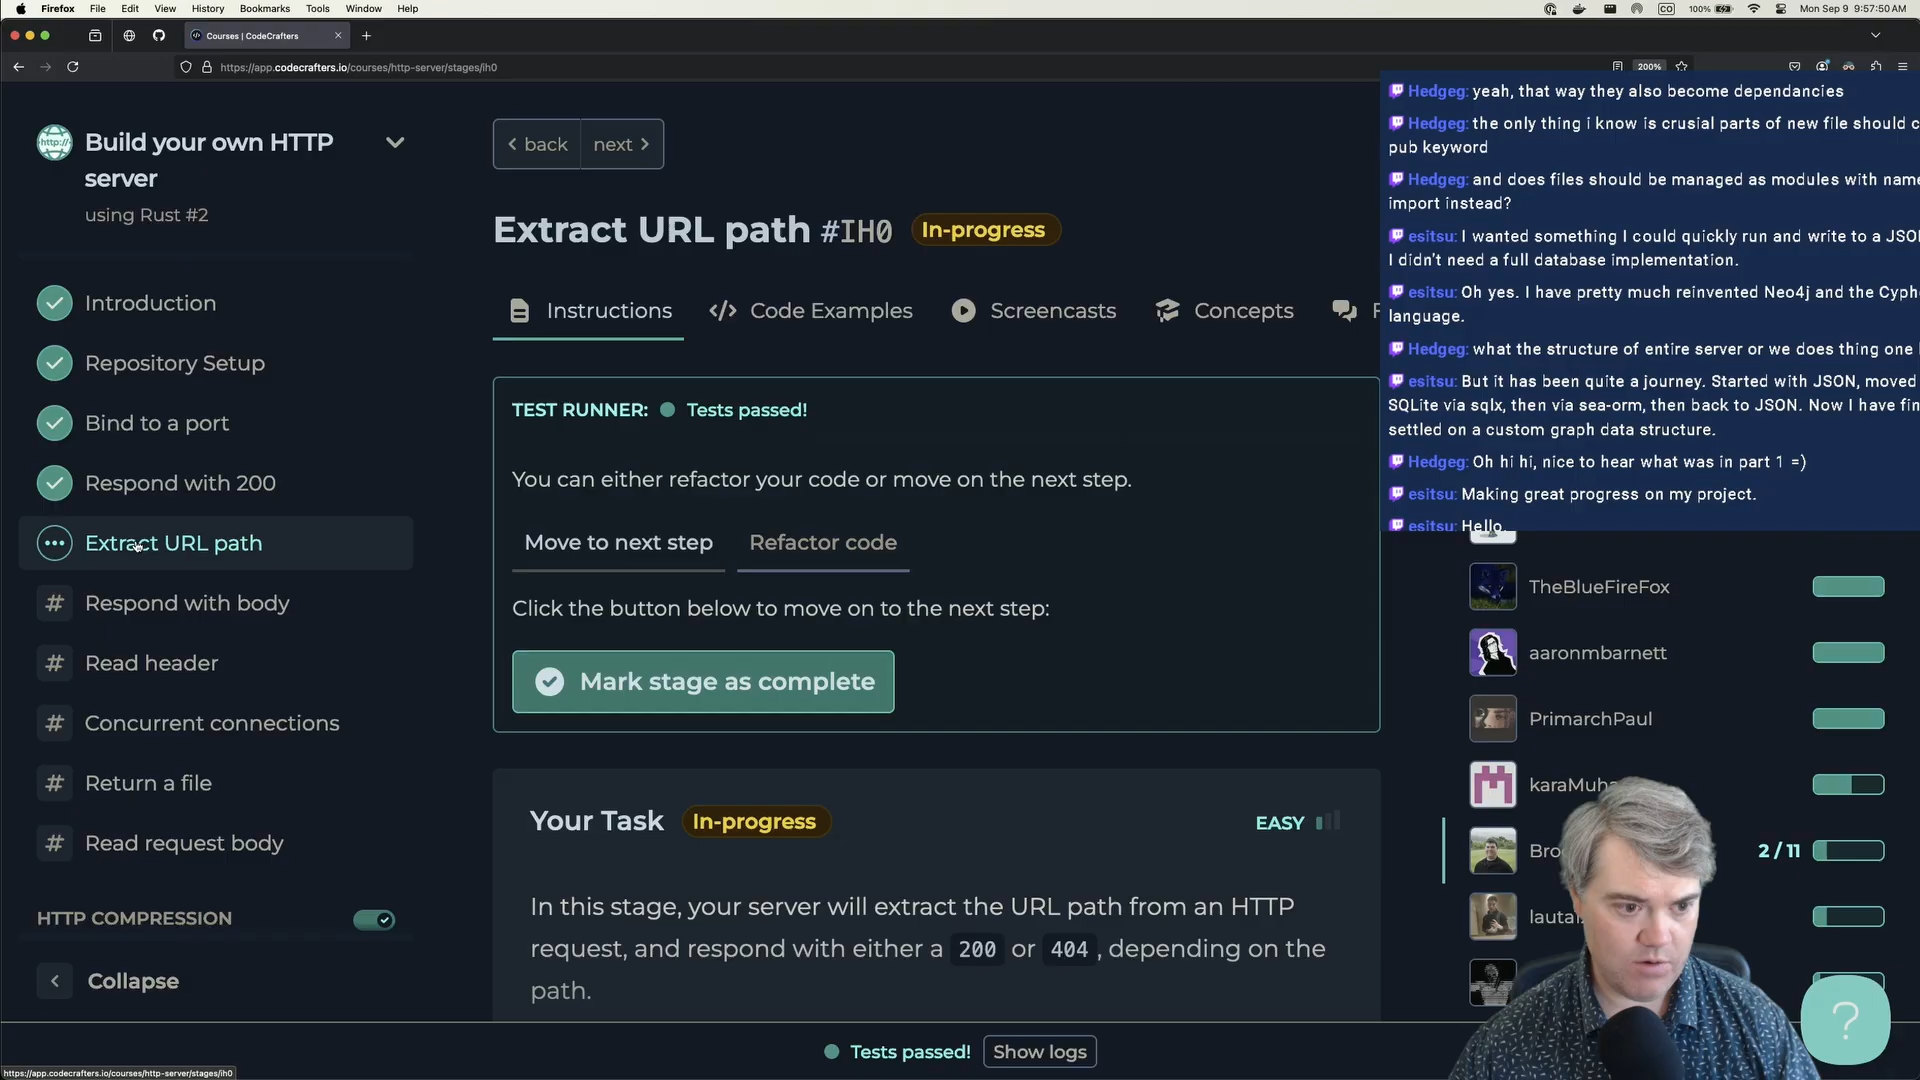 Firefox File Edit View History Bookmarks Tools Window Help
CO 100% Mon Sep 9 9:57:50 AM
Courses | CodeCrafters
https://app.codecrafters.io/courses/http-server/stages/ih0
200%
http://
Build your own HTTP
server
using Rust #2
Introduction
Repository Setup
Bind to a port
Respond with 200
Extract URL path
# Respond with body
# Read header
# Concurrent connections
# Return a file
# Read request body
HTTP COMPRESSION
Collapse
back next
Extract URL path #IH0 In-progress
Instructions Code Examples Screencasts Concepts
TEST RUNNER: Tests passed!
You can either refactor your code or move on the next step.
Move to next step Refactor code
Click the button below to move on to the next step:
Mark stage as complete
Your Task In-progress EASY
In this stage, your server will extract the URL path from an HTTP
request, and respond with either a 200 or 404, depending on the
path.
Tests passed! Show logs
Hedgeg: yeah, that way they also become dependancies
Hedgeg: the only thing i know is crusial parts of new file should c
pub keyword
Hedgeg: and does files should be managed as modules with name
import instead?
esitsu: I wanted something I could quickly run and write to a JSO
I didn't need a full database implementation.
esitsu: Oh yes. I have pretty much reinvented Neo4j and the Cyph
language.
Hedgeg: what the structure of entire server or we does thing one
esitsu: But it has been quite a journey. Started with JSON, moved
SQLite via sqlx, then via sea-orm, then back to JSON. Now I have fin
settled on a custom graph data structure.
Hedgeg: Oh hi hi, nice to hear what was in part 1 =)
esitsu: Making great progress on my project.
esitsu: Hello.
TheBlueFireFox
aaronmbarnett
PrimarchPaul
karaMuha
Bro 2 / 11
lauta
?
https://app.codecrafters.io/courses/http-server/stages/ih0